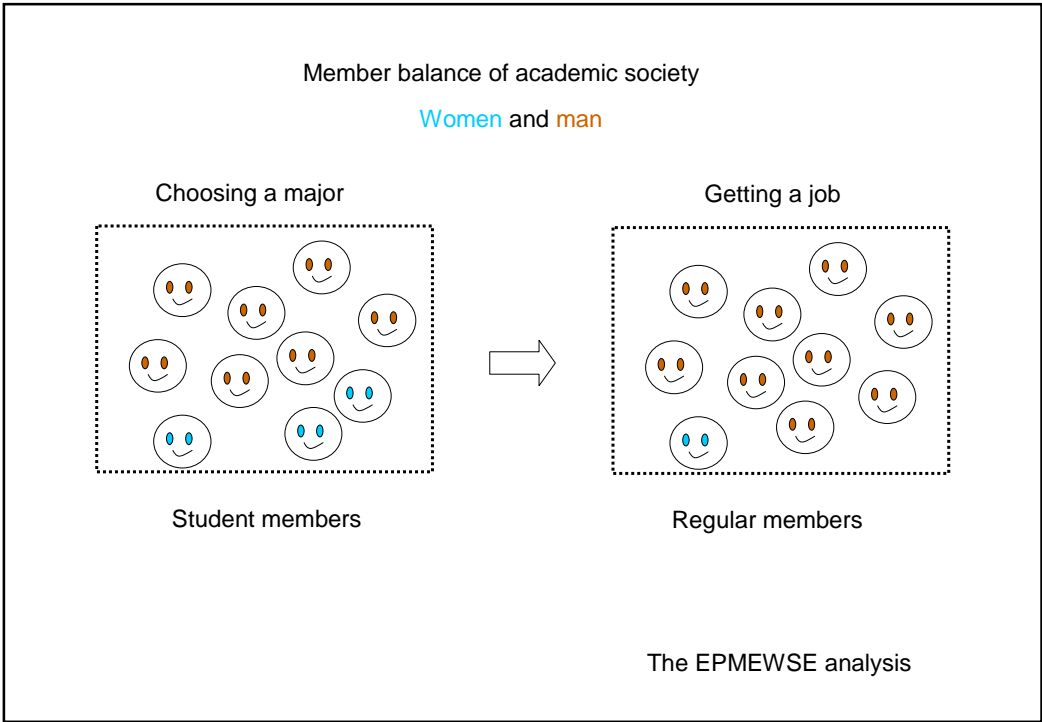 Member balance of academic society
Women and man
Choosing a major
Getting a job
Student members
Regular members
The EPMEWSE analysis